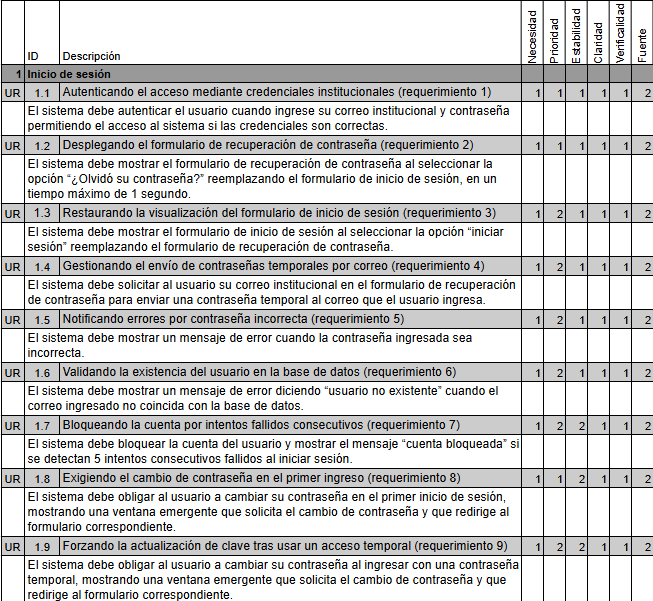 ID Descripción Necesidad Prioridad Estabilidad Claridad Verificalidad Fuente
1 Inicio de sesión
UR 1.1 Autenticando el acceso mediante credenciales institucionales (requerimiento 1) 1 1 1 1 1 2
El sistema debe autenticar el usuario cuando ingrese su correo institucional y contraseña
permitiendo el acceso al sistema si las credenciales son correctas.
UR 1.2 Desplegando el formulario de recuperación de contraseña (requerimiento 2) 1 1 1 1 1 2
El sistema debe mostrar el formulario de recuperación de contraseña al seleccionar la
opción “¿Olvidó su contraseña?” reemplazando el formulario de inicio de sesión, en un
tiempo máximo de 1 segundo.
UR 1.3 Restaurando la visualización del formulario de inicio de sesión (requerimiento 3) 1 2 1 1 1 2
El sistema debe mostrar el formulario de inicio de sesión al seleccionar la opción “iniciar
sesión” reemplazando el formulario de recuperación de contraseña.
UR 1.4 Gestionando el envío de contraseñas temporales por correo (requerimiento 4) 1 2 1 1 1 2
El sistema debe solicitar al usuario su correo institucional en el formulario de recuperación
de contraseña para enviar una contraseña temporal al correo que el usuario ingresa.
UR 1.5 Notificando errores por contraseña incorrecta (requerimiento 5) 1 2 1 1 1 2
El sistema debe mostrar un mensaje de error cuando la contraseña ingresada sea
incorrecta.
UR 1.6 Validando la existencia del usuario en la base de datos (requerimiento 6) 1 2 1 1 1 2
El sistema debe mostrar un mensaje de error diciendo “usuario no existente” cuando el
correo ingresado no coincida con la base de datos.
UR 1.7 Bloqueando la cuenta por intentos fallidos consecutivos (requerimiento 7) 1 2 2 1 1 2
El sistema debe bloquear la cuenta del usuario y mostrar el mensaje “cuenta bloqueada” si
se detectan 5 intentos consecutivos fallidos al iniciar sesión.
UR 1.8 Exigiendo el cambio de contraseña en el primer ingreso (requerimiento 8) 1 1 2 1 1 2
El sistema debe obligar al usuario a cambiar su contraseña en el primer inicio de sesión,
mostrando una ventana emergente que solicita el cambio de contraseña y que redirige al
formulario correspondiente.
UR 1.9 Forzando la actualización de clave tras usar un acceso temporal (requerimiento 9) 1 2 2 1 1 2
El sistema debe obligar al usuario a cambiar su contraseña al ingresar con una contraseña
temporal, mostrando una ventana emergente que solicita el cambio de contraseña y que
redirige al formulario correspondiente.